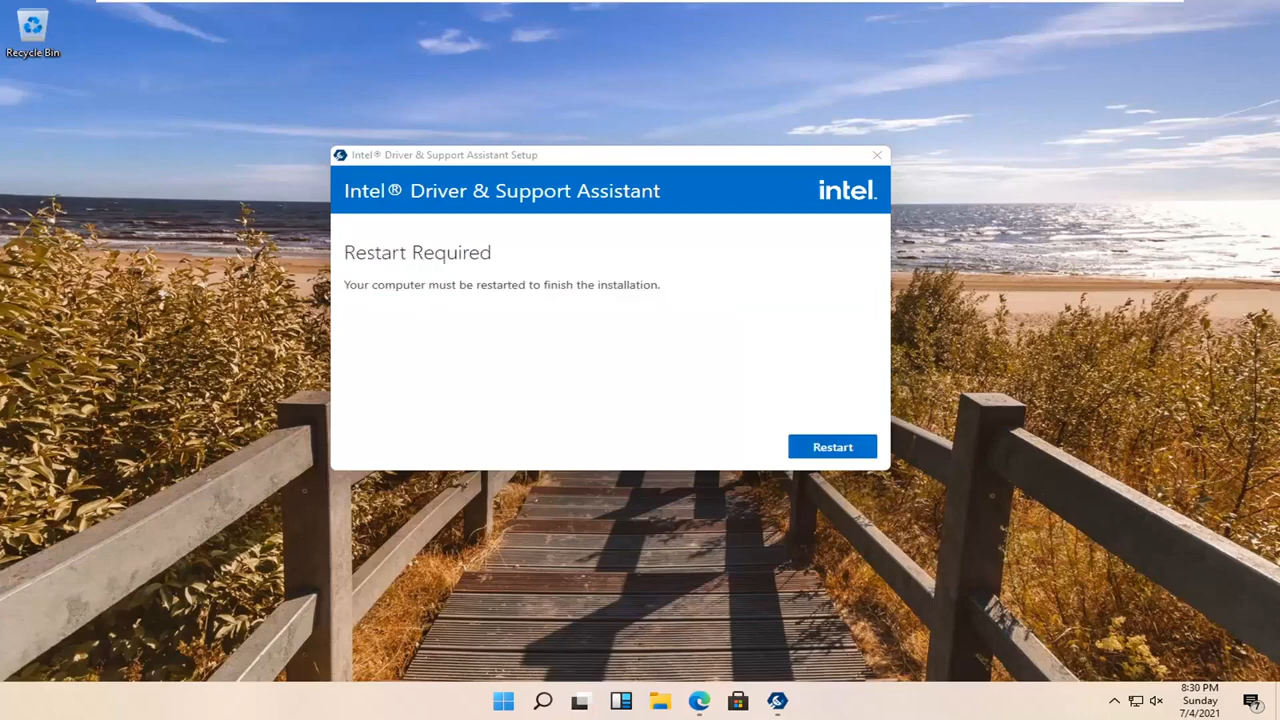 Recycle Bin
Intel® Driver & Support Assistant Setup
Intel® Driver & Support Assistant
intel.
Restart Required
Your computer must be restarted to finish the installation.
Restart
8:30 PM
Sunday
7/4/2021
7